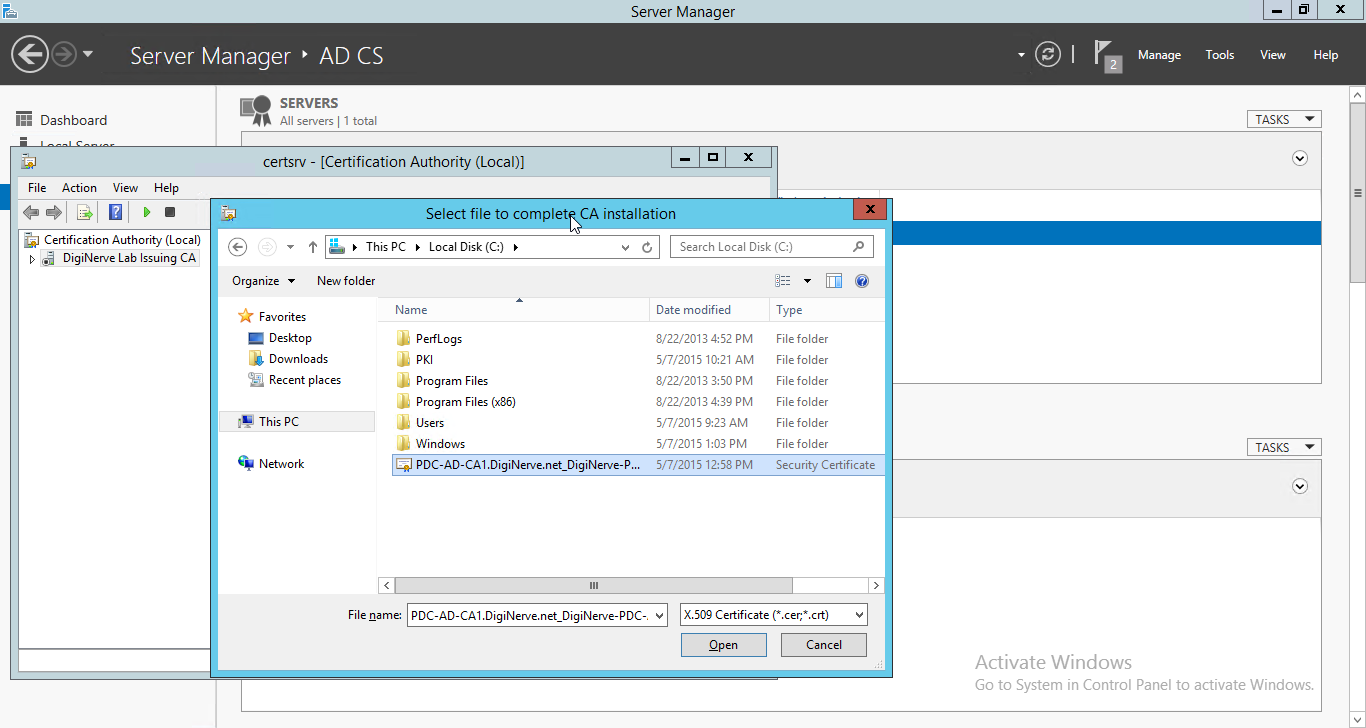 Server Manager
Server Manager ‣ AD CS
2
Manage Tools View Help
Dashboard
Local Server
SERVERS
All servers | 1 total
TASKS
certsrv - [Certification Authority (Local)]
File Action View Help
Certification Authority (Local)
DigiNerve Lab Issuing CA
Select file to complete CA installation
This PC Local Disk (C:)
Search Local Disk (C:)
Organize New folder
Favorites
Desktop
Downloads
Recent places
This PC
Network
Name Date modified Type
PerfLogs 8/22/2013 4:52 PM File folder
PKI 5/7/2015 10:21 AM File folder
Program Files 8/22/2013 3:50 PM File folder
Program Files (x86) 8/22/2013 4:39 PM File folder
Users 5/7/2015 9:23 AM File folder
Windows 5/7/2015 1:03 PM File folder
PDC-AD-CA1.DigiNerve.net_DigiNerve-P... 5/7/2015 12:58 PM Security Certificate
File name: PDC-AD-CA1.DigiNerve.net_DigiNerve-PDC-
X.509 Certificate (*.cer;*.crt)
Open Cancel
TASKS
Activate Windows
Go to System in Control Panel to activate Windows.